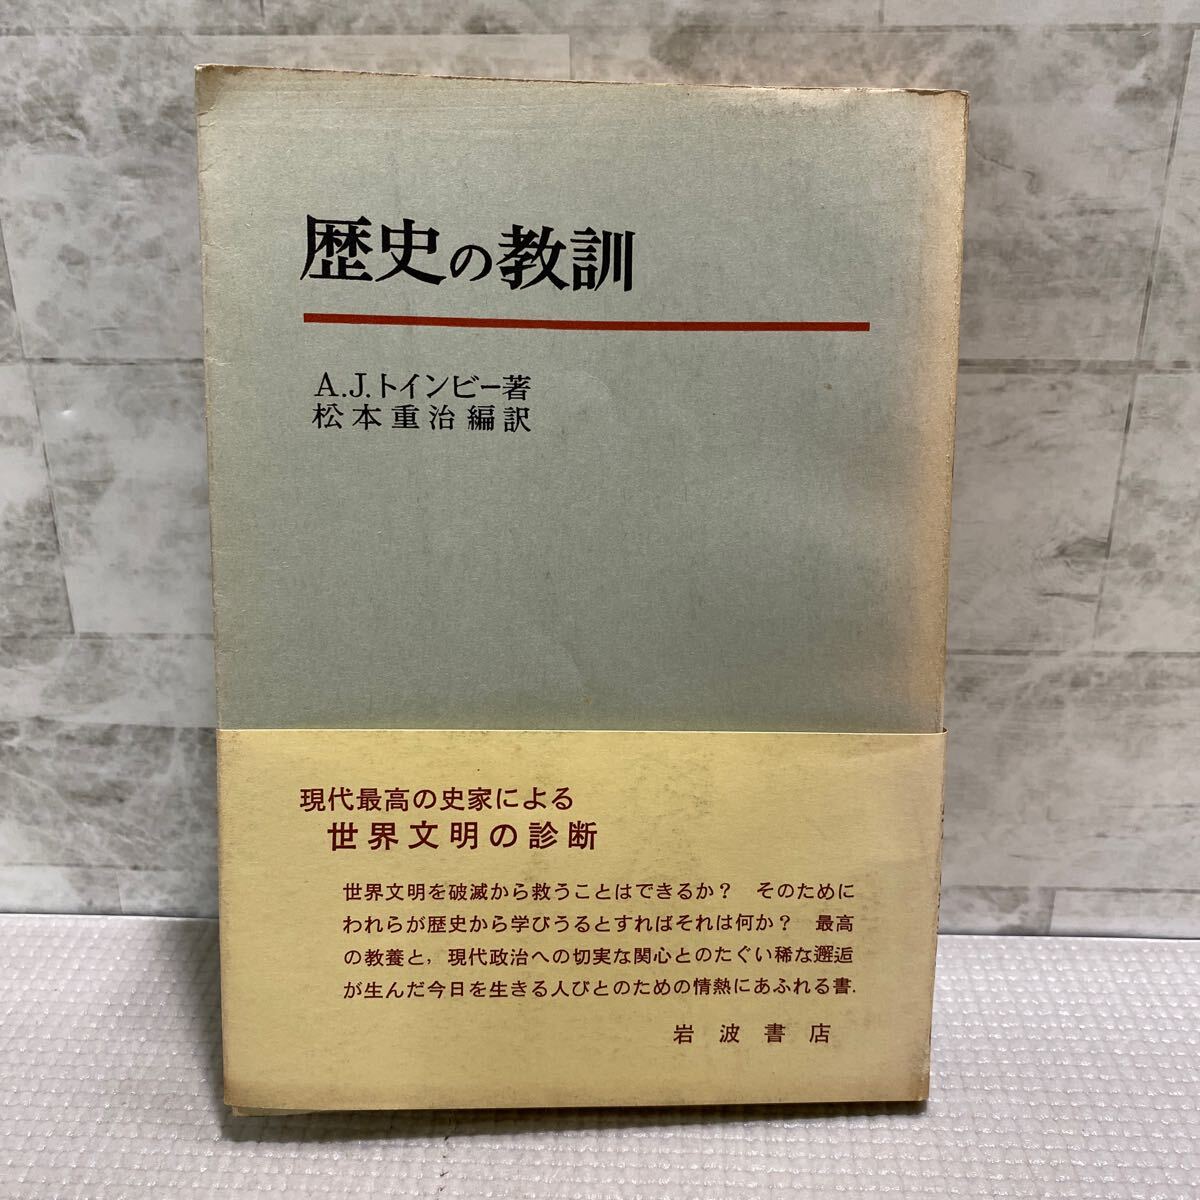 歴史の教訓
A.J.トインビー著
松本重治編訳
現代最高の史家による
世界文明の診断
世界文明を破滅から救うことはできるか？　そのために
われらが歴史から学びうるとすればそれは何か？　最高
の教養と，現代政治への切実な関心とのたぐい稀な邂逅
が生んだ今日を生きる人びとのための情熱にあふれる書．
岩波書店